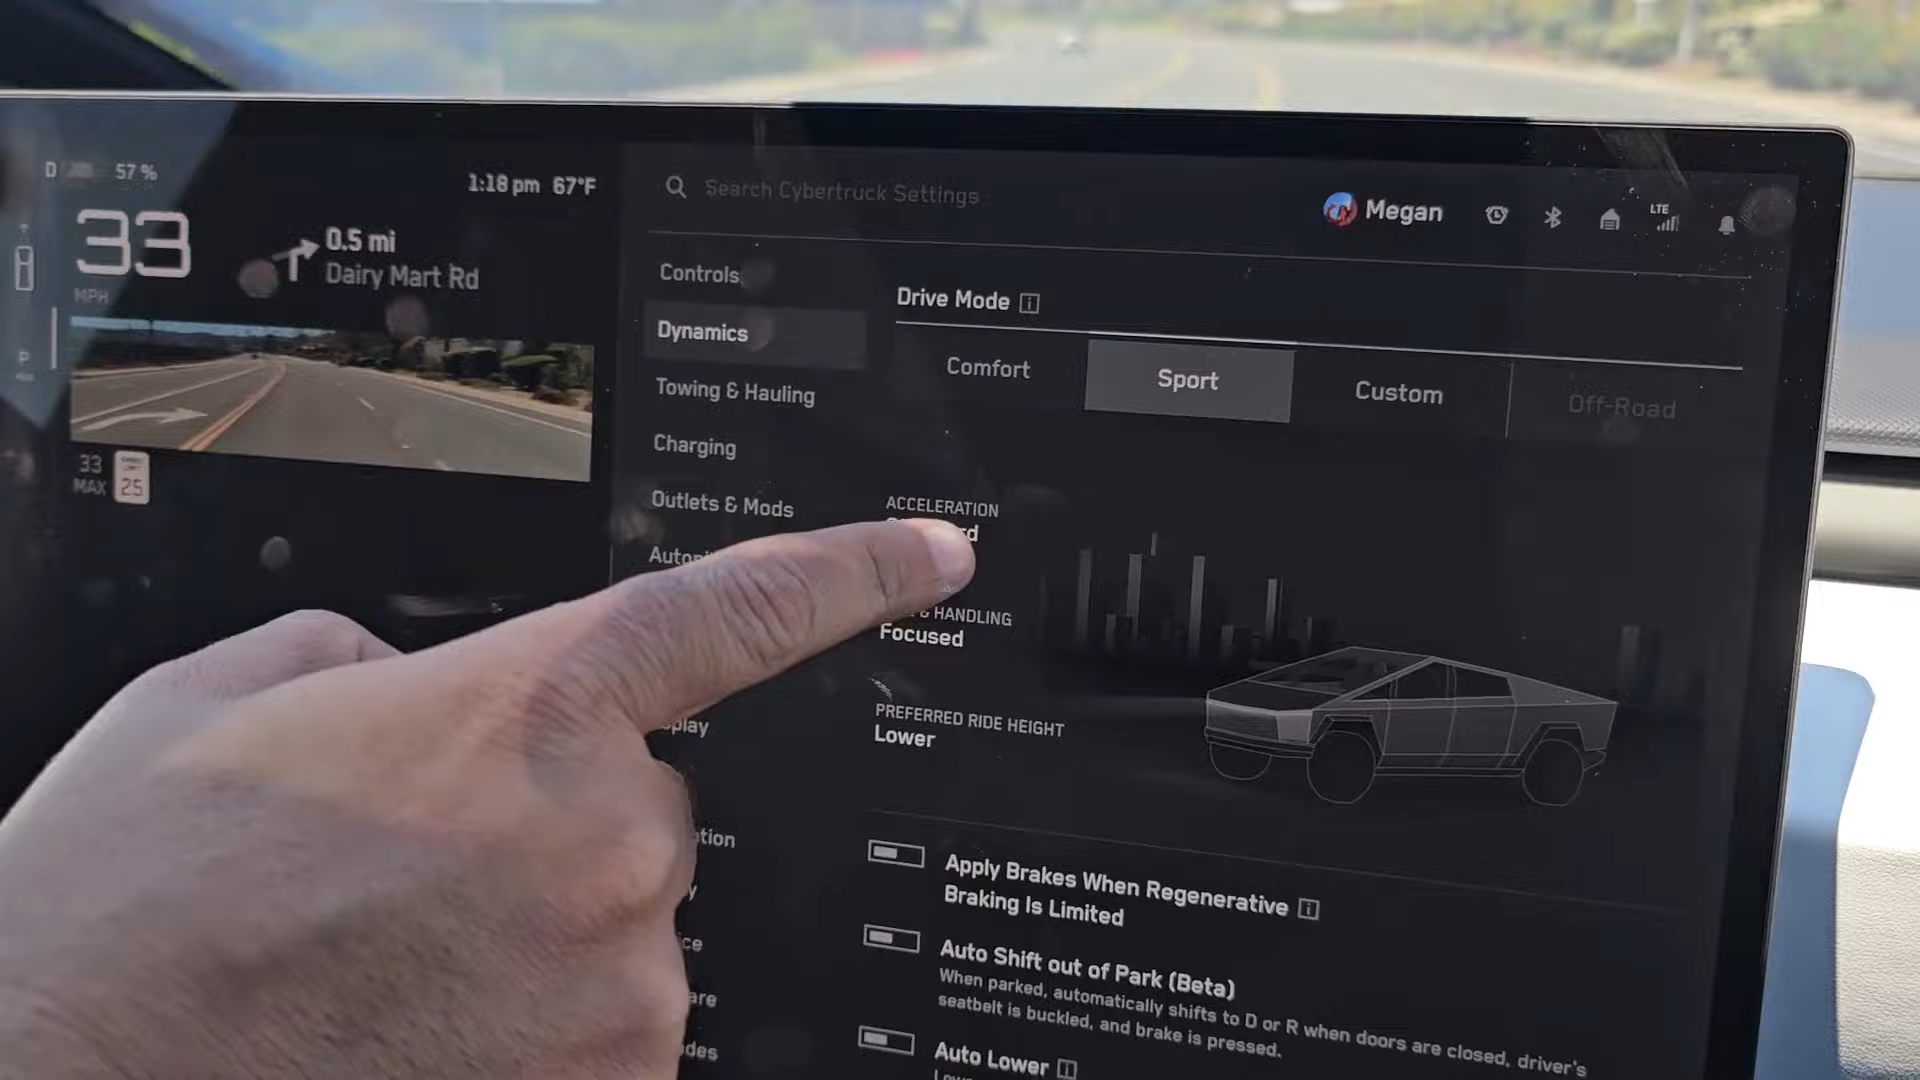 D 57 %
1:18 pm 67°F
33
MPH
0.5 mi
Dairy Mart Rd
P
33
MAX
25
Search Cybertruck Settings
Megan
LTE
Controls
Dynamics
Towing & Hauling
Charging
Outlets & Mods
Drive Mode
Comfort
Sport
Custom
Off-Road
ACCELERATION
& HANDLING
Focused
PREFERRED RIDE HEIGHT
Lower
Apply Brakes When Regenerative
Braking Is Limited
Auto Shift out of Park (Beta)
When parked, automatically shifts to D or R when doors are closed, driver's
seatbelt is buckled, and brake is pressed.
Auto Lower